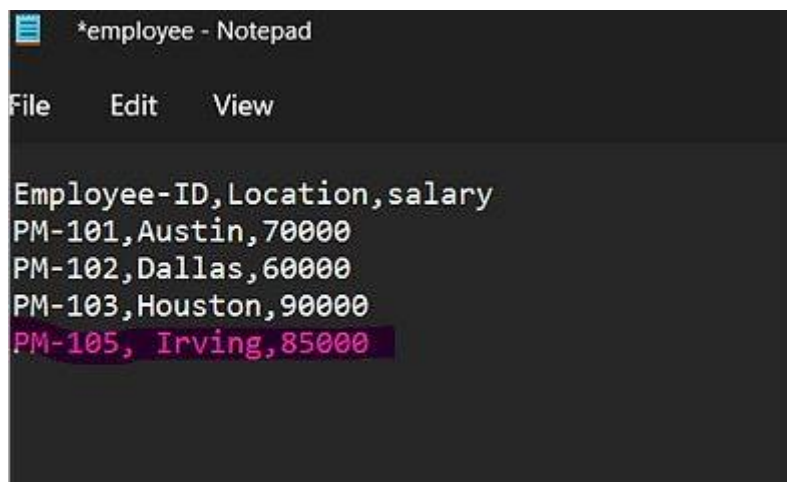 *employee - Notepad
File Edit View
Employee-ID,Location,salary
PM-101,Austin,70000
PM-102,Dallas,60000
PM-103,Houston,90000
PM-105, Irving,85000